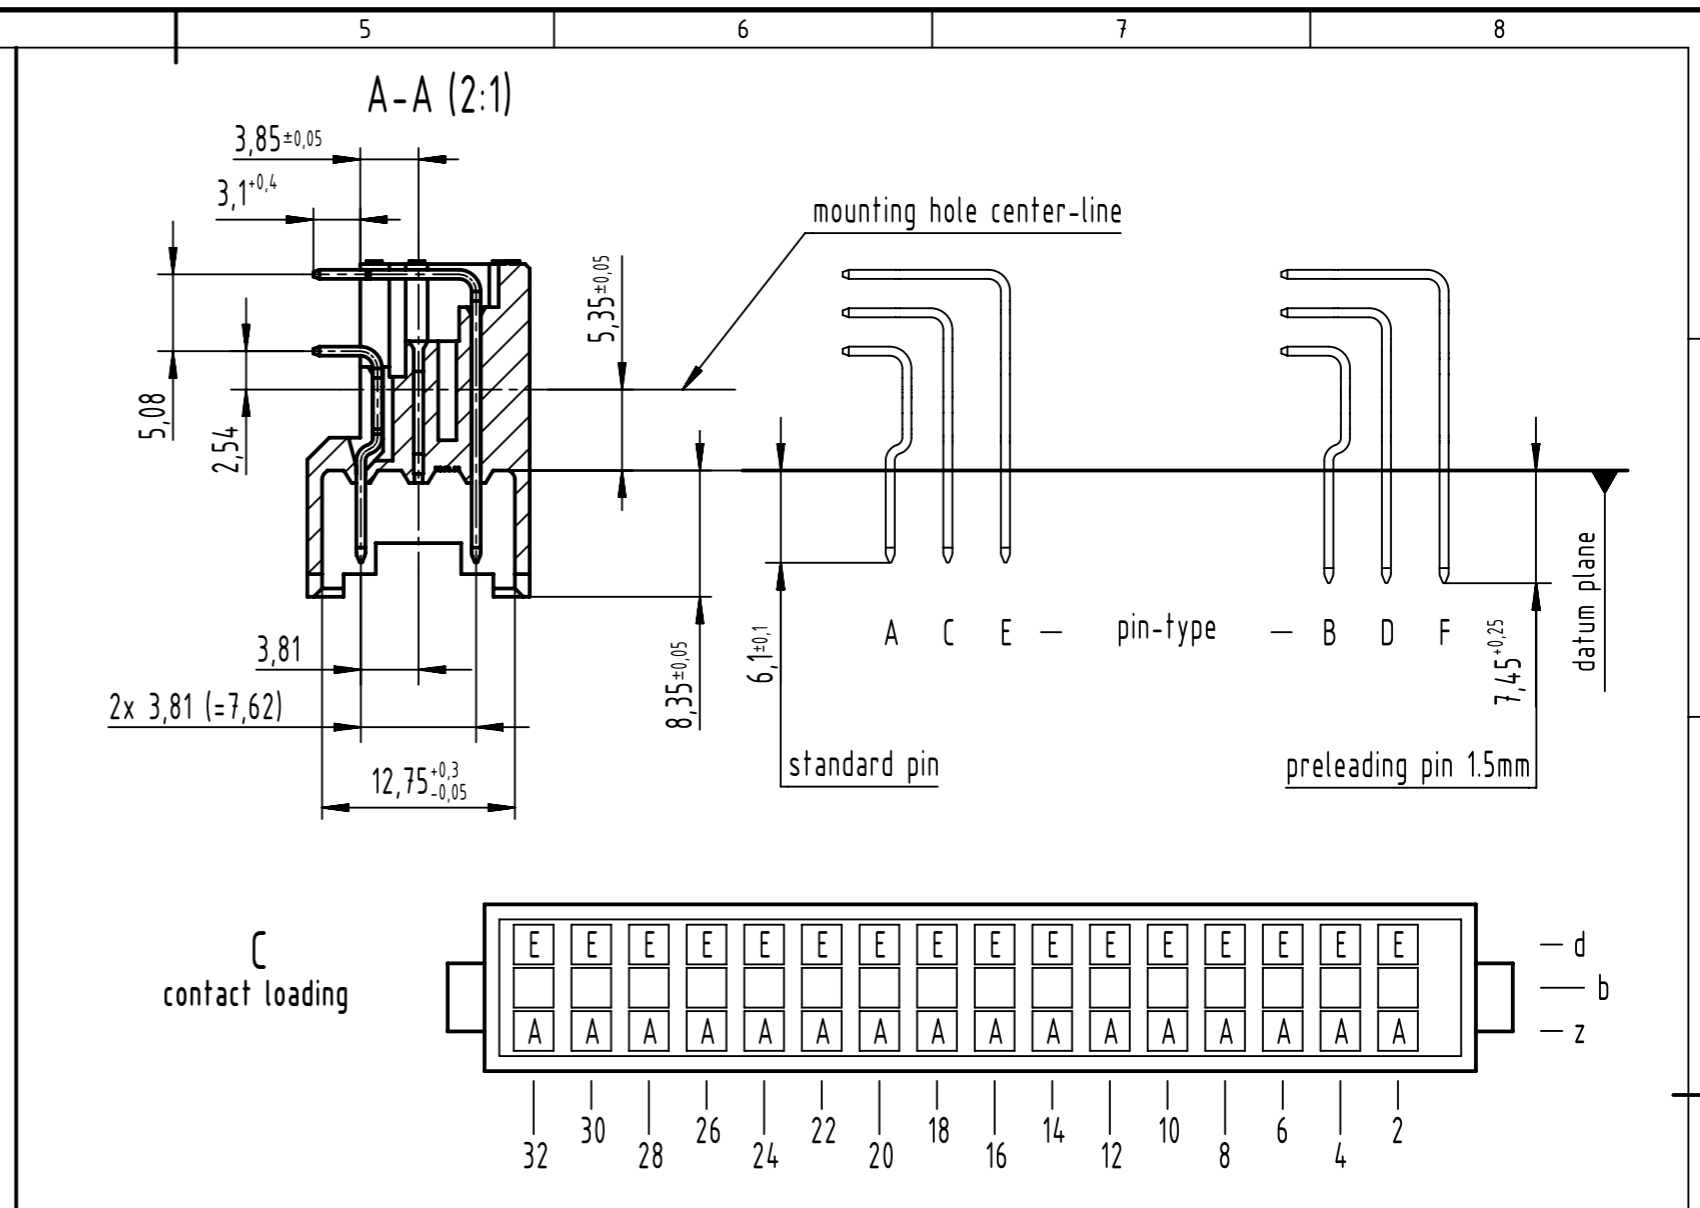 5 6 7 8
A-A (2:1)
3,85±0,05
3,1+0,4
mounting hole center-line
5,35±0,05
5,08
2,54
datum plane
A C E — pin-type — B D F
6,1±0,1
8,35±0,05
7,45+0,25
3,81
2x 3,81 (=7,62)
12,75+0,3 -0,05
standard pin
preleading pin 1.5mm
C
contact loading
E E E E E E E E E E E E E E E E — d
— b
A A A A A A A A A A A A A A A A — z
30 26 22 18 14 10 6 2
32 28 24 20 16 12 8 4